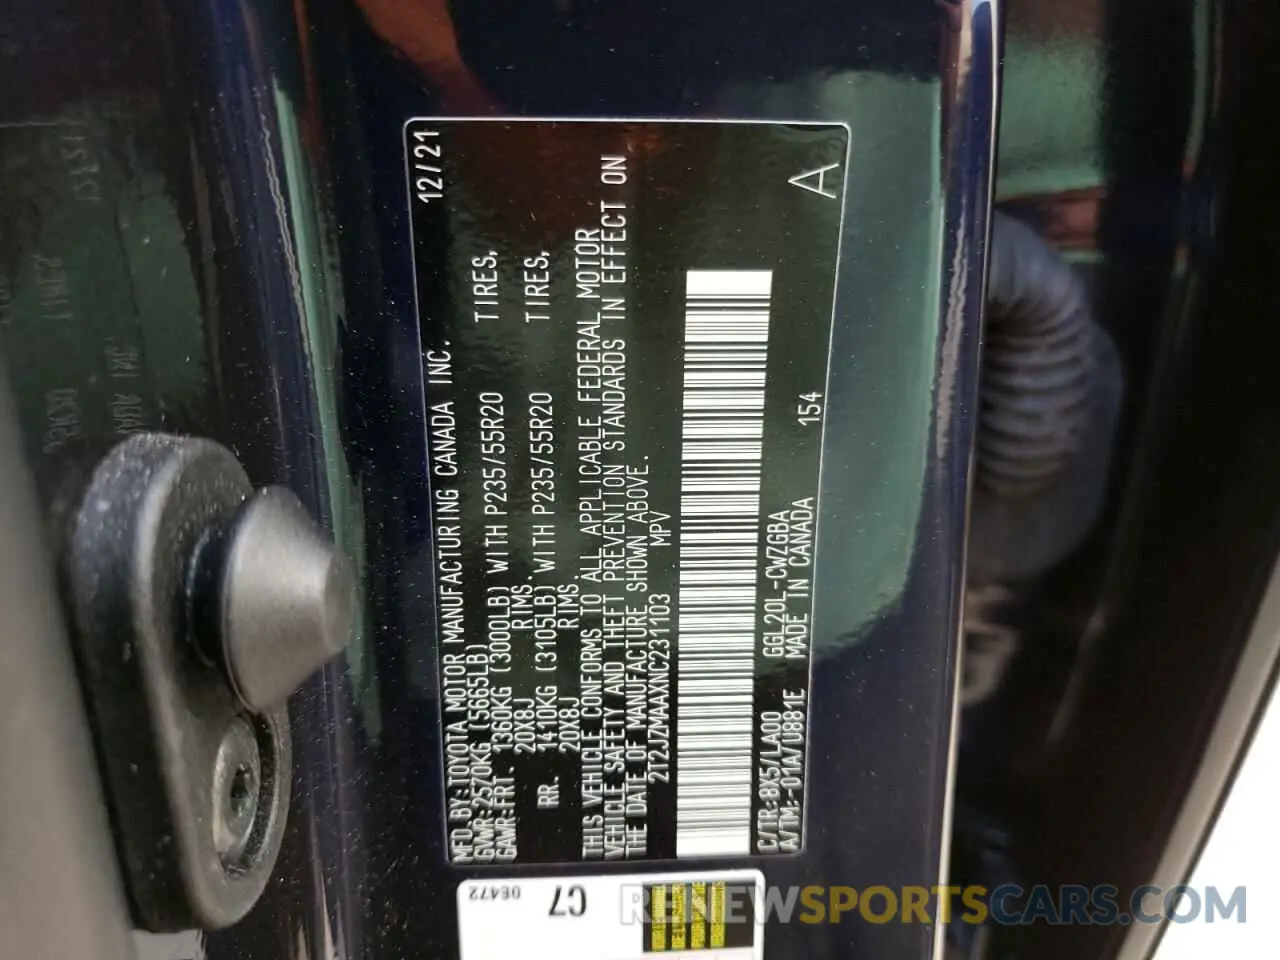 MFD. BY: TOYOTA MOTOR MANUFACTURING CANADA INC. 12/21
GVWR: 2570KG (5665LB)
GAWR: FRT. 1360KG (3000LB) WITH P235/55R20 TIRES,
20X8J RIMS.
RR. 1410KG (3105LB) WITH P235/55R20 TIRES,
20X8J RIMS.
THIS VEHICLE CONFORMS TO ALL APPLICABLE FEDERAL MOTOR
VEHICLE SAFETY AND THEFT PREVENTION STANDARDS IN EFFECT ON
THE DATE OF MANUFACTURE SHOWN ABOVE.
2T2JZMAAXNC231103 MPV
C/TR: 8X5/LA00 GGL20L-CWZGBA 154
A/TM: -01A/U881E MADE IN CANADA
A
C7
0E472
RENEWSPORTSCARS.COM